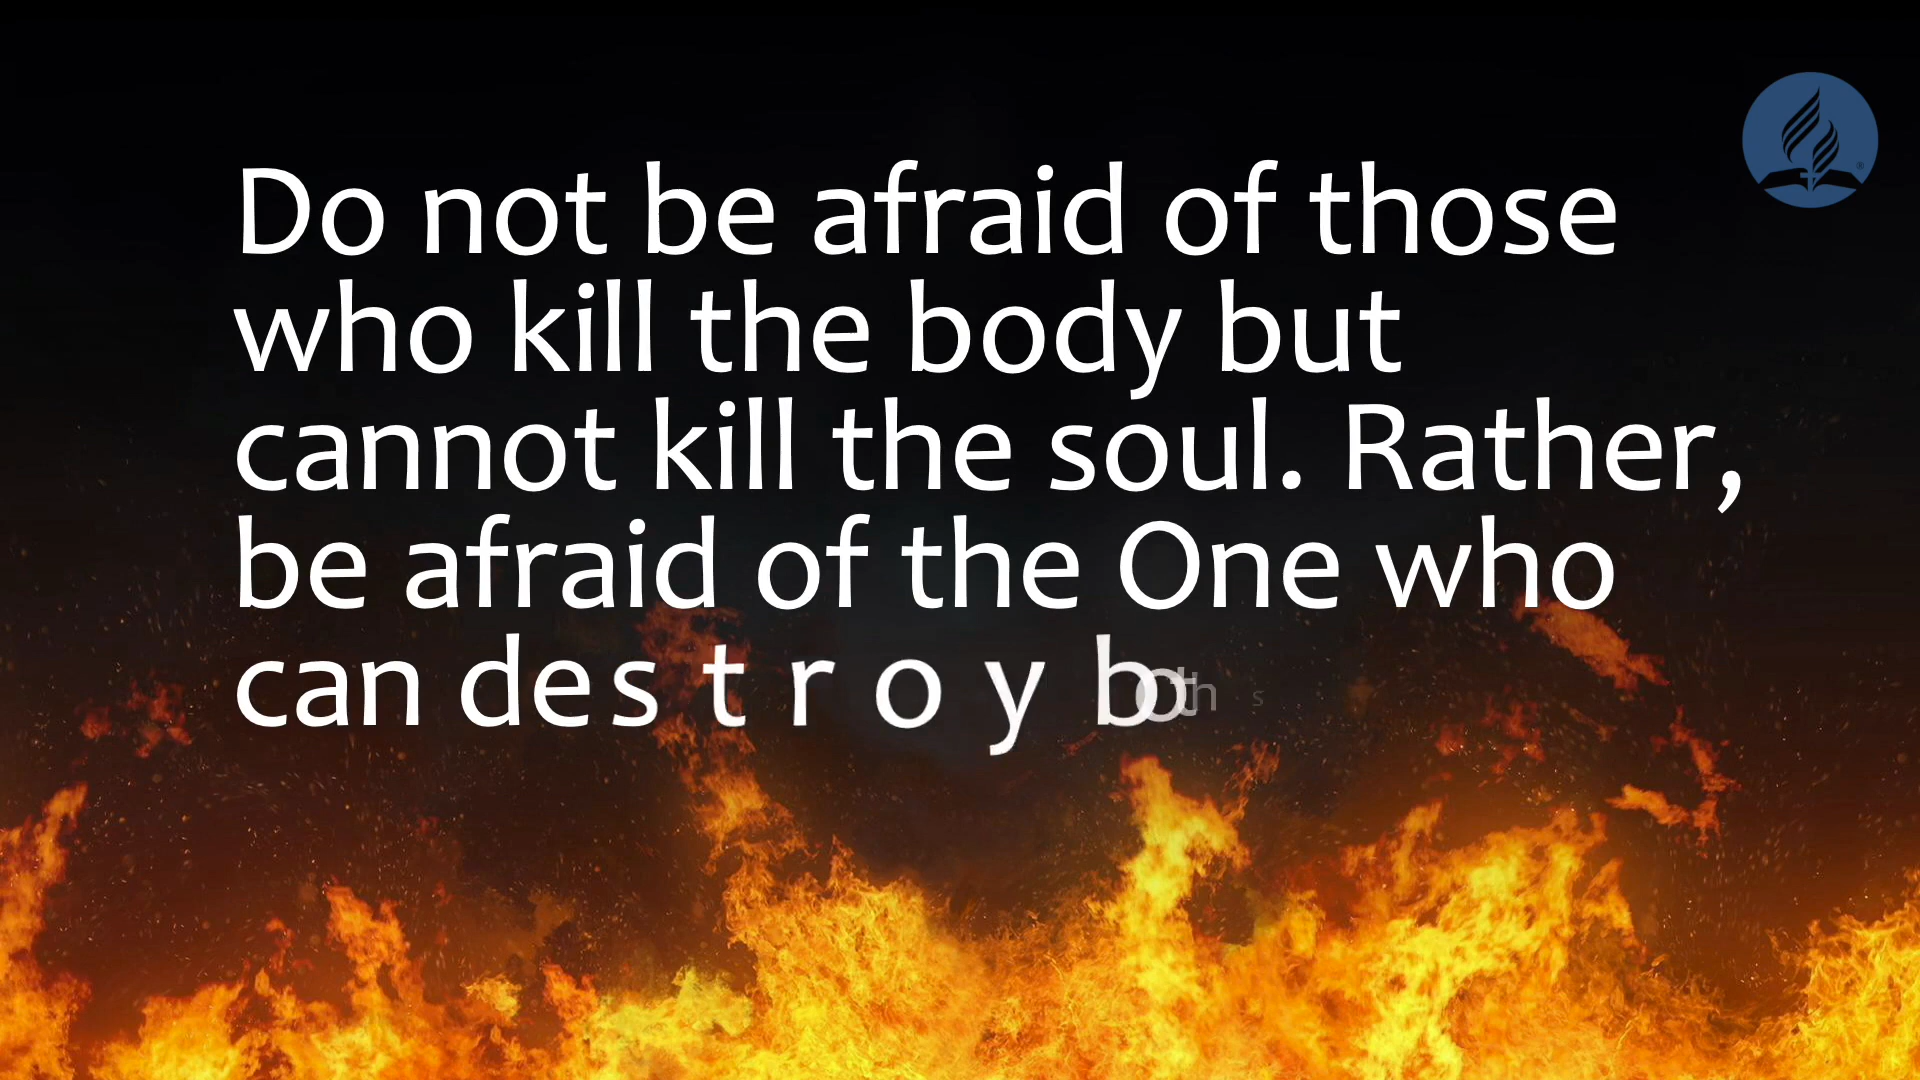 Do not be afraid of those
who kill the body but
cannot kill the soul. Rather,
be afraid of the One who
can destroy both s